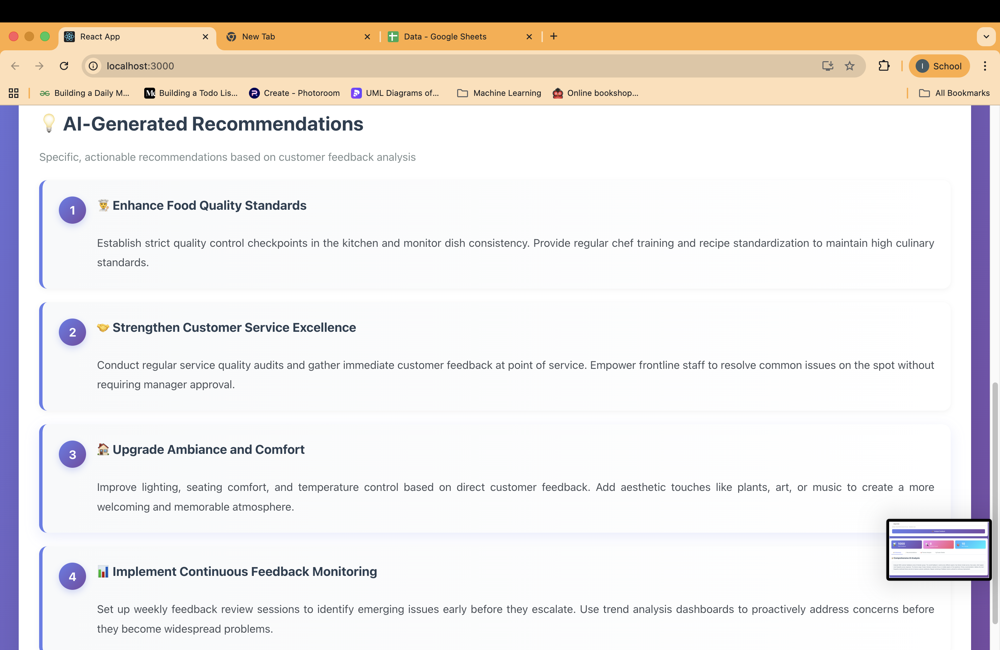 React App
New Tab
Data - Google Sheets
localhost:3000
School
Building a Daily M...
Building a Todo Lis...
Create - Photoroom
UML Diagrams of...
Machine Learning
Online bookshop...
All Bookmarks
AI-Generated Recommendations
Specific, actionable recommendations based on customer feedback analysis
1
Enhance Food Quality Standards
Establish strict quality control checkpoints in the kitchen and monitor dish consistency. Provide regular chef training and recipe standardization to maintain high culinary
standards.
2
Strengthen Customer Service Excellence
Conduct regular service quality audits and gather immediate customer feedback at point of service. Empower frontline staff to resolve common issues on the spot without
requiring manager approval.
3
Upgrade Ambiance and Comfort
Improve lighting, seating comfort, and temperature control based on direct customer feedback. Add aesthetic touches like plants, art, or music to create a more
welcoming and memorable atmosphere.
1000
8
10
Comprehensive AI Analysis
4
Implement Continuous Feedback Monitoring
Set up weekly feedback review sessions to identify emerging issues early before they escalate. Use trend analysis dashboards to proactively address concerns before
they become widespread problems.